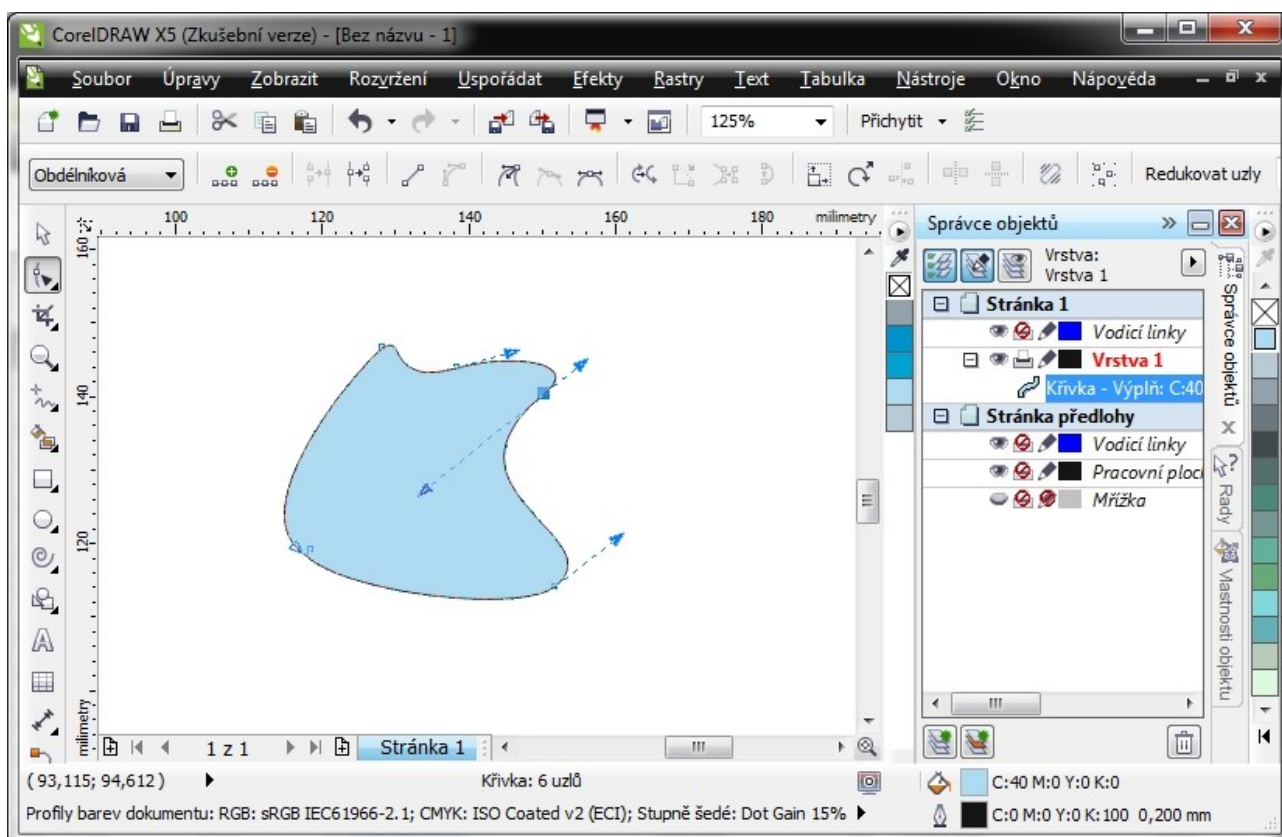 CorelDRAW X5 (Zkušební verze) - [Bez názvu - 1]
Soubor Úpravy Zobrazit Rozvržení Uspořádat Efekty Rastry Text Tabulka Nástroje Okno Nápověda
125% Přichytit
Obdélníková Redukovat uzly
100 120 140 160 180 milimetry
160
140
120
milimetry
Správce objektů
Vrstva:
Vrstva 1
Stránka 1
Vodicí linky
Vrstva 1
Křivka - Výplň: C:40
Stránka předlohy
Vodicí linky
Pracovní ploc
Mřížka
Správce objektů
Rady
Vlastnosti objektu
1 z 1 Stránka 1
( 93,115; 94,612 ) Křivka: 6 uzlů C:40 M:0 Y:0 K:0
Profily barev dokumentu: RGB: sRGB IEC61966-2.1; CMYK: ISO Coated v2 (ECI); Stupně šedé: Dot Gain 15% C:0 M:0 Y:0 K:100 0,200 mm